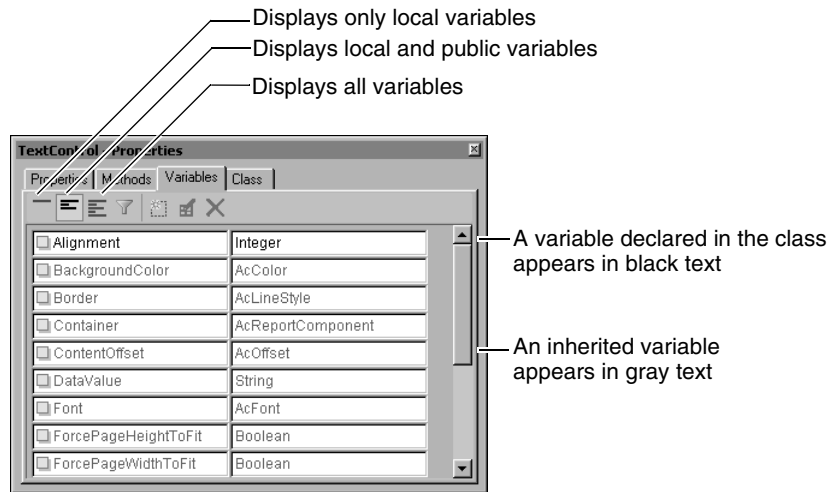 Displays only local variables
Displays local and public variables
Displays all variables
TextControl - Properties
Properties Methods Variables Class
Alignment Integer
BackgroundColor AcColor
Border AcLineStyle
Container AcReportComponent
ContentOffset AcOffset
DataValue String
Font AcFont
ForcePageHeightToFit Boolean
ForcePageWidthToFit Boolean
A variable declared in the class
appears in black text
An inherited variable
appears in gray text